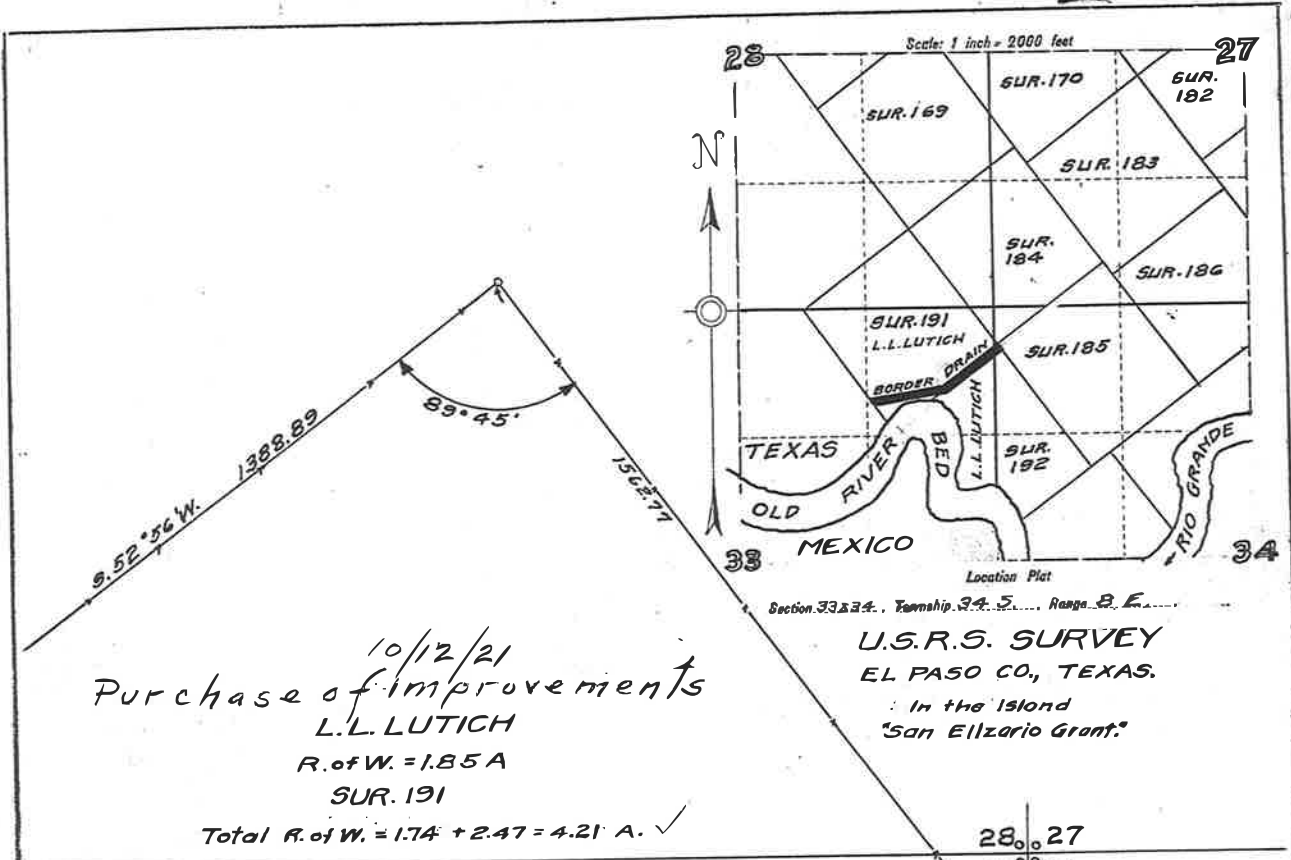 Scale: 1 inch = 2000 feet
28
27
SUR. 169
SUR. 170
SUR.
182
N
SUR. 183
SUR.
184
SUR. 186
SUR. 191
L.L. LUTICH
SUR. 185
BORDER DRAIN
L.L. LUTICH
TEXAS
OLD RIVER BED
SUR.
192
RIO GRANDE
MEXICO
33
34
Location Plat
Section 33 & 34, Township 34 S., Range 8 E.
U.S.R.S. SURVEY
EL PASO CO., TEXAS.
In the Island
"San Elizario Grant."
89°45'
1388.89
S.52°56'W.
1562.77
10/12/21
Purchase of improvements
L.L. LUTICH
R. of W. = 1.85 A
SUR. 191
Total R. of W. = 1.74 + 2.47 = 4.21 A. ✓
28 27